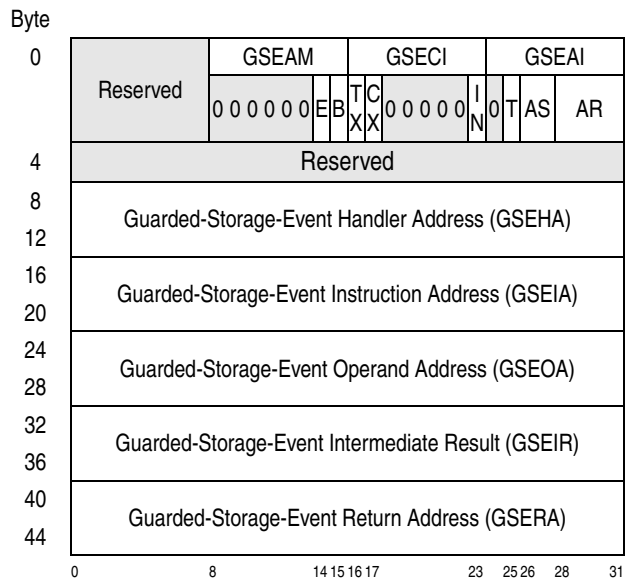 Byte
0 GSEAM GSECI GSEAI
Reserved 0 0 0 0 0 0 E B TX CX 0 0 0 0 0 IN 0 T AS AR
4 Reserved
8
Guarded-Storage-Event Handler Address (GSEHA)
12
16
Guarded-Storage-Event Instruction Address (GSEIA)
20
24
Guarded-Storage-Event Operand Address (GSEOA)
28
32
Guarded-Storage-Event Intermediate Result (GSEIR)
36
40
Guarded-Storage-Event Return Address (GSERA)
44
0 8 14 15 16 17 23 25 26 28 31